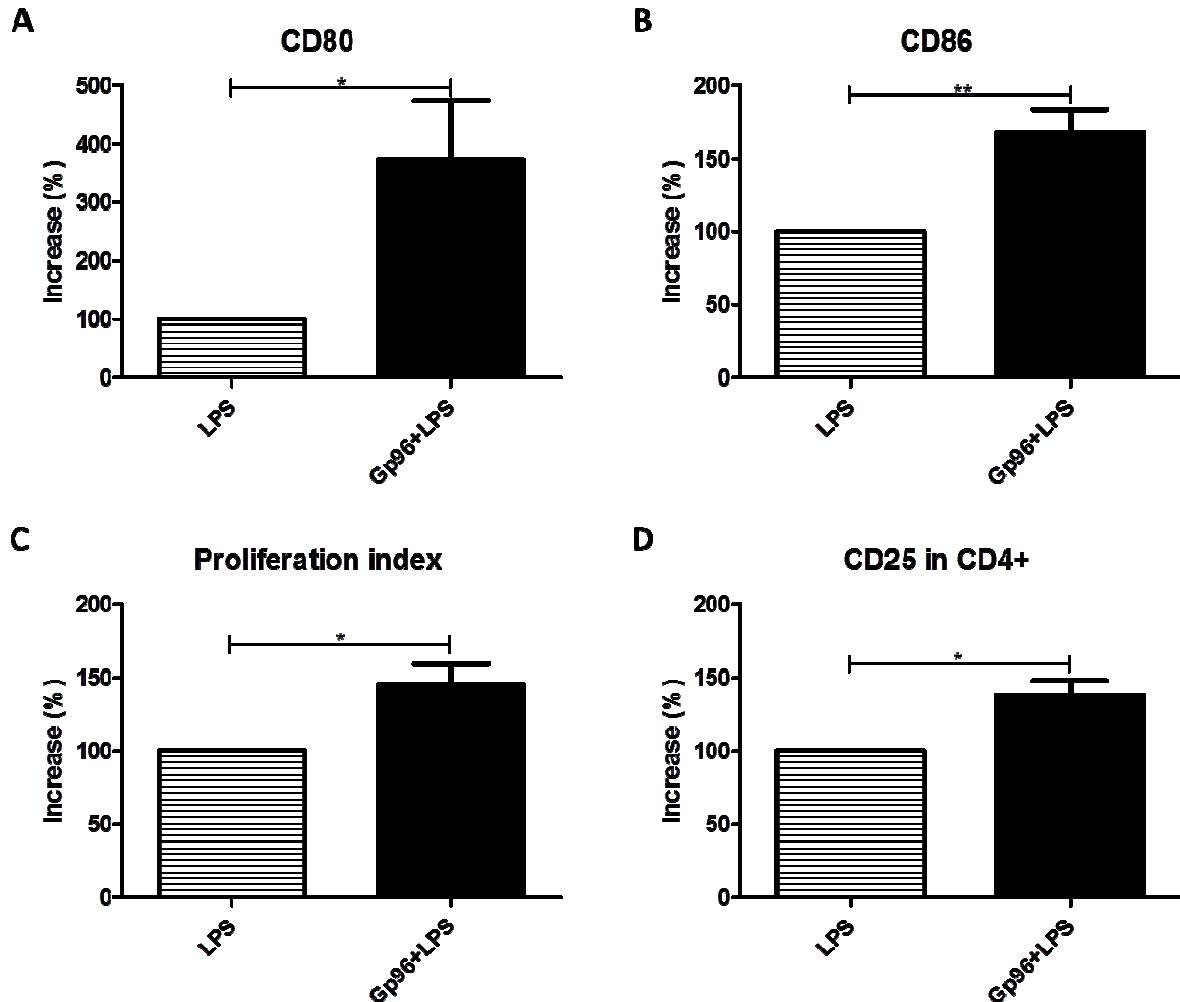 A
CD80
500
400
300
200
100
0
Increase (%)
*
LPS
Gp96+LPS
B
CD86
200
150
100
50
0
Increase (%)
**
LPS
Gp96+LPS
C
Proliferation index
200
150
100
50
0
Increase (%)
*
LPS
Gp96+LPS
D
CD25 in CD4+
200
150
100
50
0
Increase (%)
*
LPS
Gp96+LPS